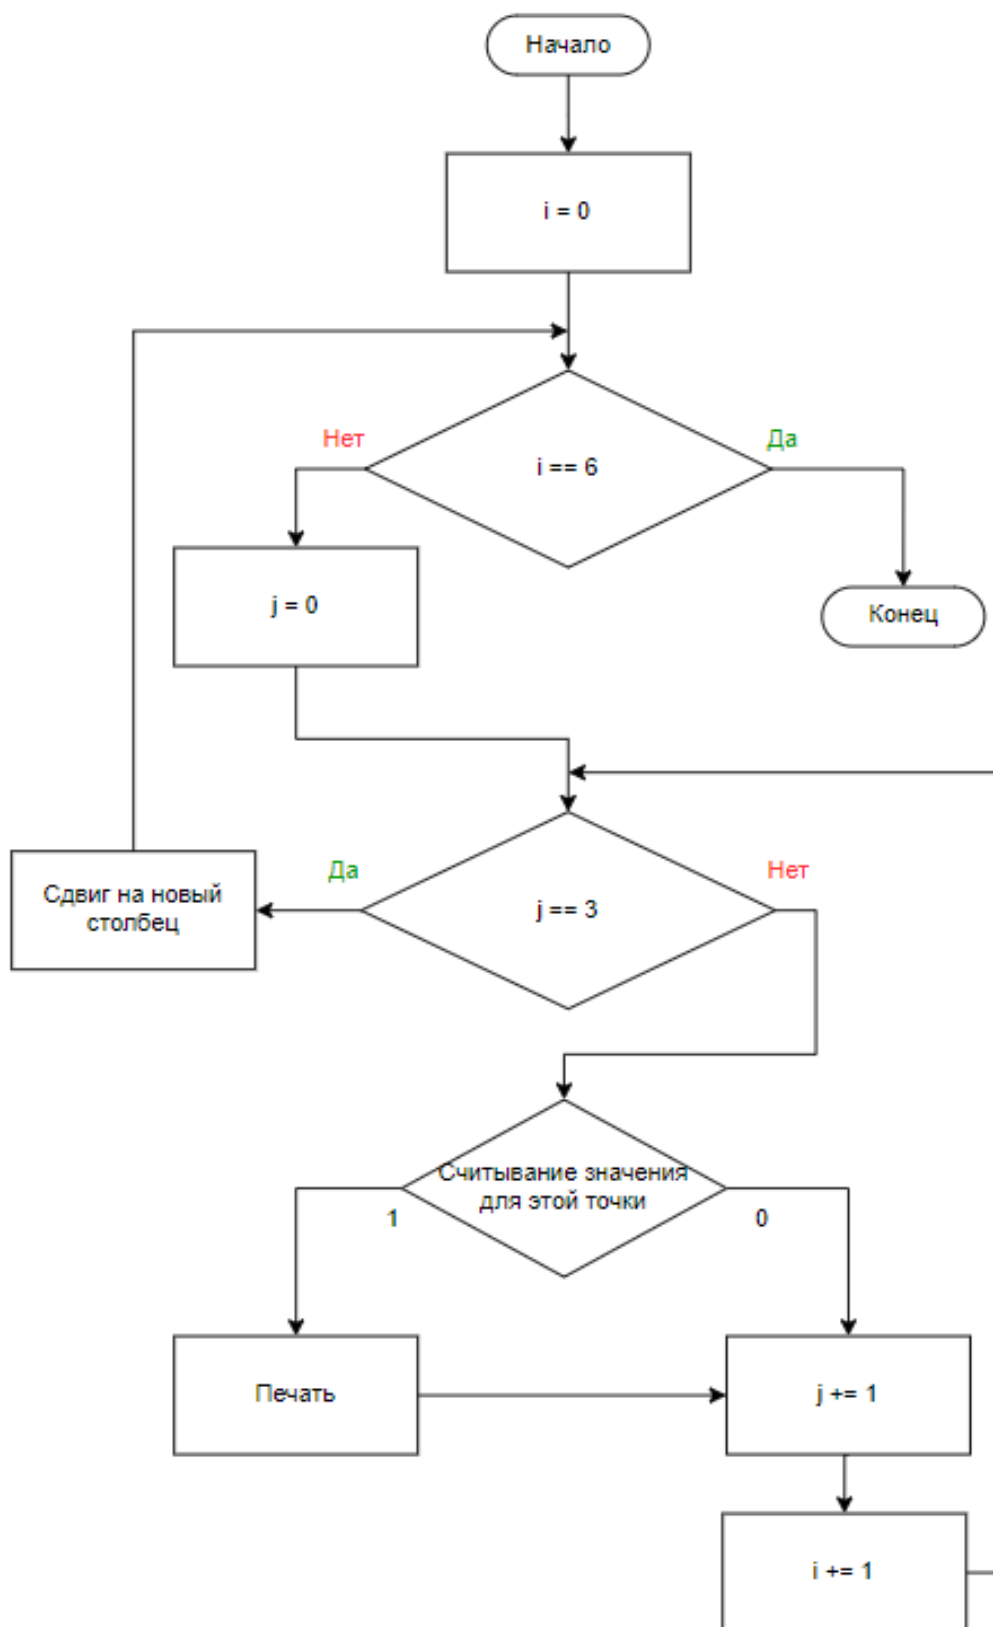 Начало
i = 0
Нет
Да
i == 6
j = 0
Конец
Да
Нет
Сдвиг на новый
столбец
j == 3
Считывание значения
для этой точки
1
0
Печать
j += 1
i += 1